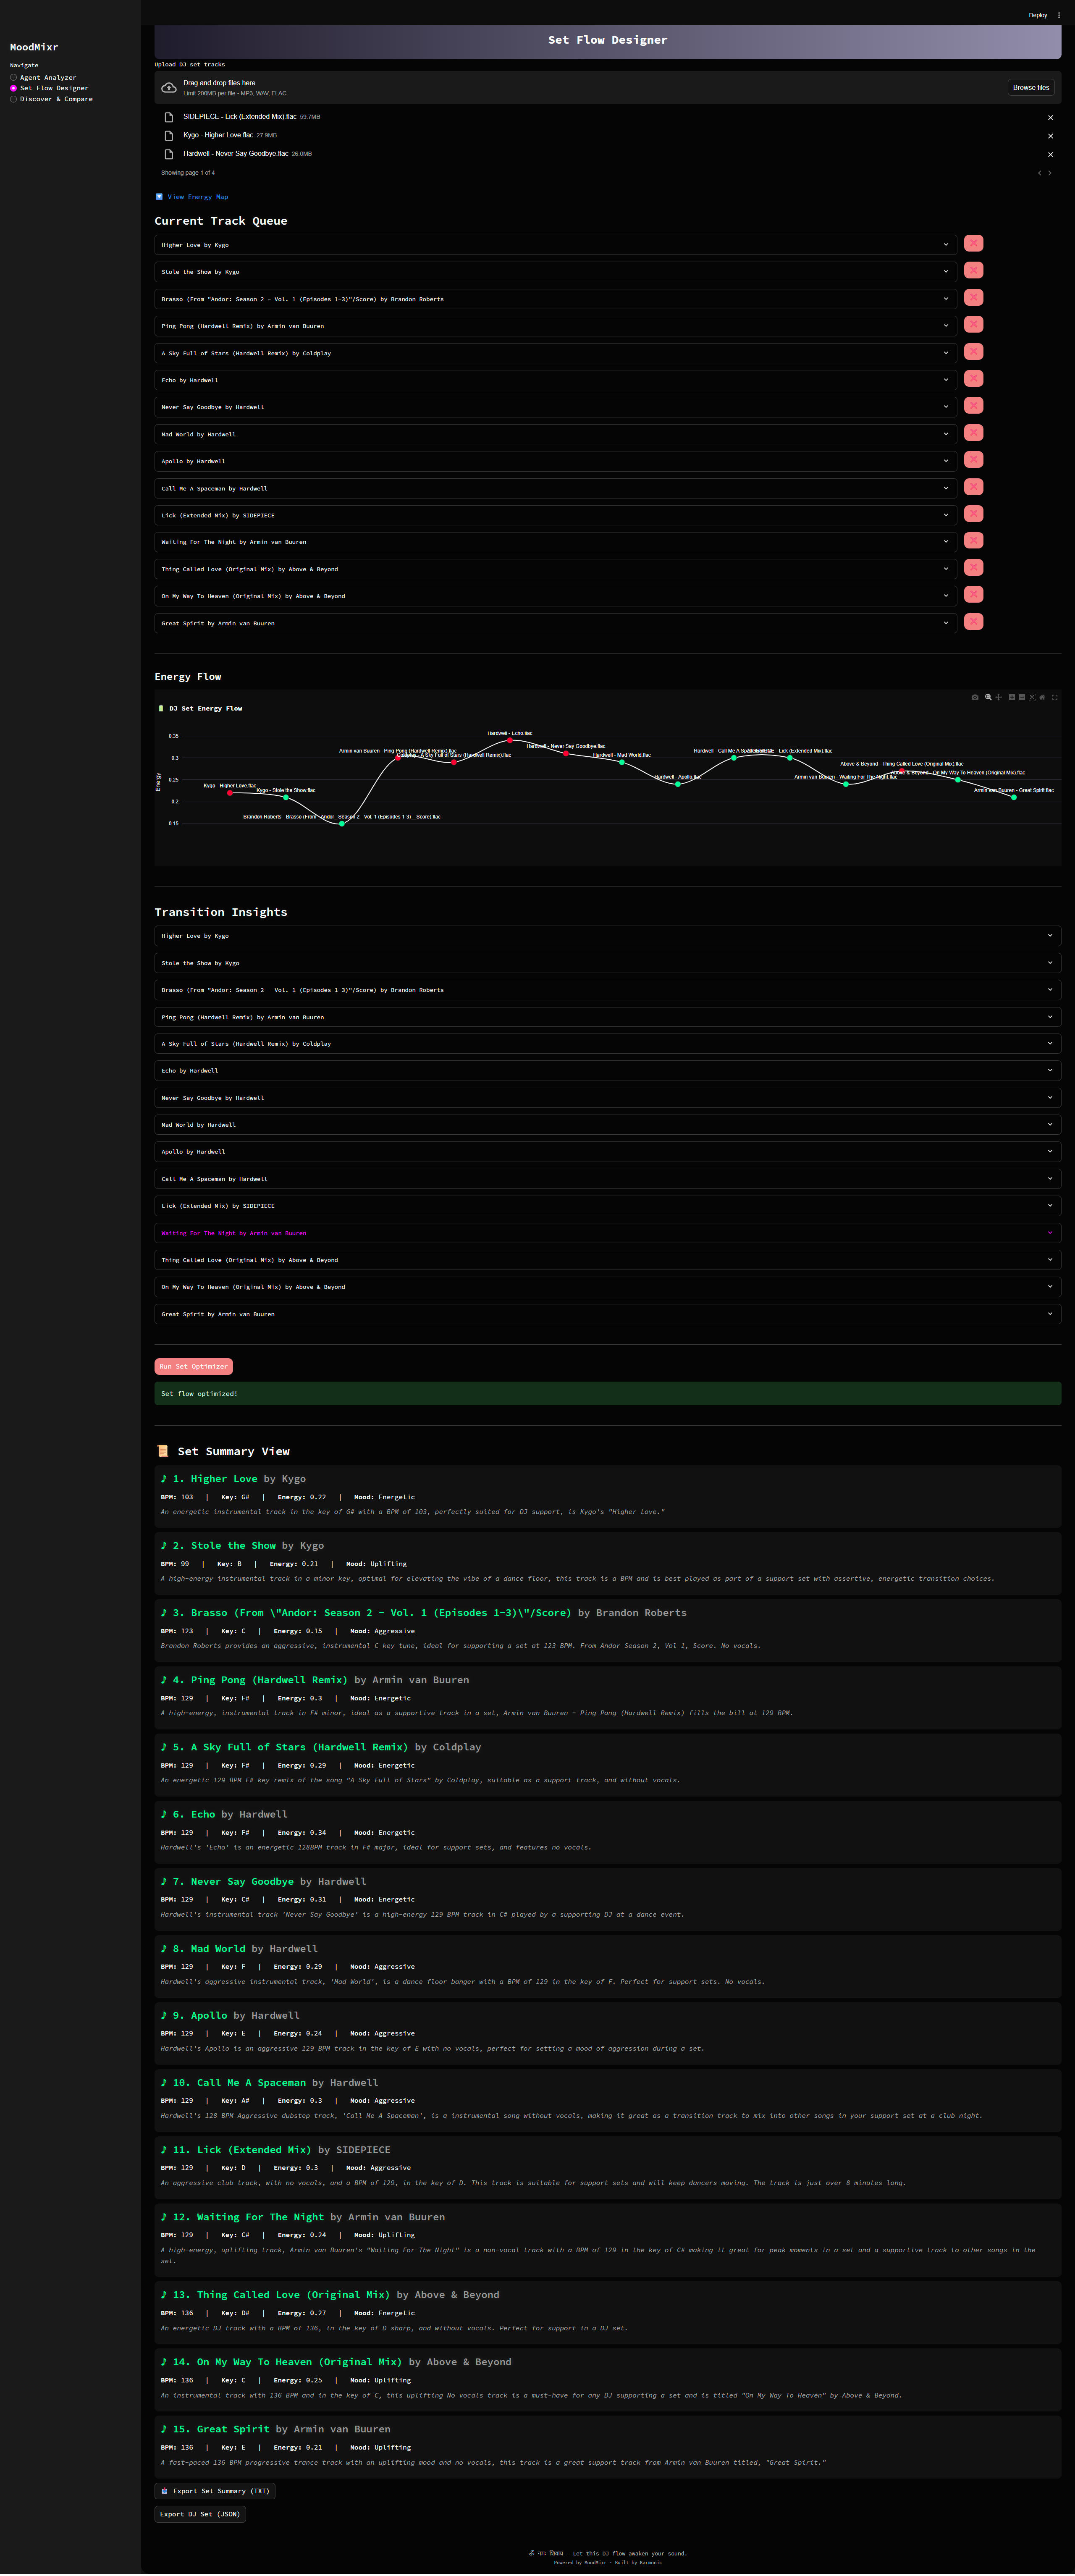 Deploy
MoodMixr
Navigate
Agent Analyzer
Set Flow Designer
Discover & Compare
Set Flow Designer
Upload DJ set tracks
Drag and drop files here
Limit 200MB per file • MP3, WAV, FLAC
Browse files
SIDEPIECE - Lick (Extended Mix).flac 59.7MB
Kygo - Higher Love.flac 27.9MB
Hardwell - Never Say Goodbye.flac 26.0MB
Showing page 1 of 4
View Energy Map
Current Track Queue
Higher Love by Kygo
Stole the Show by Kygo
Brasso (From "Andor: Season 2 - Vol. 1 (Episodes 1-3)"/Score) by Brandon Roberts
Ping Pong (Hardwell Remix) by Armin van Buuren
A Sky Full of Stars (Hardwell Remix) by Coldplay
Echo by Hardwell
Never Say Goodbye by Hardwell
Mad World by Hardwell
Apollo by Hardwell
Call Me A Spaceman by Hardwell
Lick (Extended Mix) by SIDEPIECE
Waiting For The Night by Armin van Buuren
Thing Called Love (Original Mix) by Above & Beyond
On My Way To Heaven (Original Mix) by Above & Beyond
Great Spirit by Armin van Buuren
Energy Flow
DJ Set Energy Flow
Energy
0.35
0.3
0.25
0.2
0.15
Kygo - Higher Love.flac
Kygo - Stole the Show.flac
Brandon Roberts - Brasso (From _Andor_ Season 2 - Vol. 1 (Episodes 1-3)__Score).flac
Armin van Buuren - Ping Pong (Hardwell Remix).flac
Coldplay - A Sky Full of Stars (Hardwell Remix).flac
Hardwell - Echo.flac
Hardwell - Never Say Goodbye.flac
Hardwell - Mad World.flac
Hardwell - Apollo.flac
Hardwell - Call Me A Spaceman.flac
SIDEPIECE - Lick (Extended Mix).flac
Armin van Buuren - Waiting For The Night.flac
Above & Beyond - Thing Called Love (Original Mix).flac
Above & Beyond - On My Way To Heaven (Original Mix).flac
Armin van Buuren - Great Spirit.flac
Transition Insights
Higher Love by Kygo
Stole the Show by Kygo
Brasso (From "Andor: Season 2 - Vol. 1 (Episodes 1-3)"/Score) by Brandon Roberts
Ping Pong (Hardwell Remix) by Armin van Buuren
A Sky Full of Stars (Hardwell Remix) by Coldplay
Echo by Hardwell
Never Say Goodbye by Hardwell
Mad World by Hardwell
Apollo by Hardwell
Call Me A Spaceman by Hardwell
Lick (Extended Mix) by SIDEPIECE
Waiting For The Night by Armin van Buuren
Thing Called Love (Original Mix) by Above & Beyond
On My Way To Heaven (Original Mix) by Above & Beyond
Great Spirit by Armin van Buuren
Run Set Optimizer
Set flow optimized!
Set Summary View
♪ 1. Higher Love by Kygo
BPM: 103 | Key: G# | Energy: 0.22 | Mood: Energetic
An energetic instrumental track in the key of G# with a BPM of 103, perfectly suited for DJ support, is Kygo's "Higher Love."
♪ 2. Stole the Show by Kygo
BPM: 99 | Key: B | Energy: 0.21 | Mood: Uplifting
A high-energy instrumental track in a minor key, optimal for elevating the vibe of a dance floor, this track is a BPM and is best played as part of a support set with assertive, energetic transition choices.
♪ 3. Brasso (From \"Andor: Season 2 - Vol. 1 (Episodes 1-3)\"/Score) by Brandon Roberts
BPM: 123 | Key: C | Energy: 0.15 | Mood: Aggressive
Brandon Roberts provides an aggressive, instrumental C key tune, ideal for supporting a set at 123 BPM. From Andor Season 2, Vol 1, Score. No vocals.
♪ 4. Ping Pong (Hardwell Remix) by Armin van Buuren
BPM: 129 | Key: F# | Energy: 0.3 | Mood: Energetic
A high-energy, instrumental track in F# minor, ideal as a supportive track in a set, Armin van Buuren - Ping Pong (Hardwell Remix) fills the bill at 129 BPM.
♪ 5. A Sky Full of Stars (Hardwell Remix) by Coldplay
BPM: 129 | Key: F# | Energy: 0.29 | Mood: Energetic
An energetic 129 BPM F# key remix of the song "A Sky Full of Stars" by Coldplay, suitable as a support track, and without vocals.
♪ 6. Echo by Hardwell
BPM: 129 | Key: F# | Energy: 0.34 | Mood: Energetic
Hardwell's 'Echo' is an energetic 128BPM track in F# major, ideal for support sets, and features no vocals.
♪ 7. Never Say Goodbye by Hardwell
BPM: 129 | Key: C# | Energy: 0.31 | Mood: Energetic
Hardwell's instrumental track 'Never Say Goodbye' is a high-energy 129 BPM track in C# played by a supporting DJ at a dance event.
♪ 8. Mad World by Hardwell
BPM: 129 | Key: F | Energy: 0.29 | Mood: Aggressive
Hardwell's aggressive instrumental track, 'Mad World', is a dance floor banger with a BPM of 129 in the key of F. Perfect for support sets. No vocals.
♪ 9. Apollo by Hardwell
BPM: 129 | Key: E | Energy: 0.24 | Mood: Aggressive
Hardwell's Apollo is an aggressive 129 BPM track in the key of E with no vocals, perfect for setting a mood of aggression during a set.
♪ 10. Call Me A Spaceman by Hardwell
BPM: 129 | Key: A# | Energy: 0.3 | Mood: Aggressive
Hardwell's 128 BPM Aggressive dubstep track, 'Call Me A Spaceman', is a instrumental song without vocals, making it great as a transition track to mix into other songs in your support set at a club night.
♪ 11. Lick (Extended Mix) by SIDEPIECE
BPM: 129 | Key: D | Energy: 0.3 | Mood: Aggressive
An aggressive club track, with no vocals, and a BPM of 129, in the key of D. This track is suitable for support sets and will keep dancers moving. The track is just over 8 minutes long.
♪ 12. Waiting For The Night by Armin van Buuren
BPM: 129 | Key: C# | Energy: 0.24 | Mood: Uplifting
A high-energy, uplifting track, Armin van Buuren's "Waiting For The Night" is a non-vocal track with a BPM of 129 in the key of C# making it great for peak moments in a set and a supportive track to other songs in the
set.
♪ 13. Thing Called Love (Original Mix) by Above & Beyond
BPM: 136 | Key: D# | Energy: 0.27 | Mood: Energetic
An energetic DJ track with a BPM of 136, in the key of D sharp, and without vocals. Perfect for support in a DJ set.
♪ 14. On My Way To Heaven (Original Mix) by Above & Beyond
BPM: 136 | Key: C | Energy: 0.25 | Mood: Uplifting
An instrumental track with 136 BPM and in the key of C, this uplifting No vocals track is a must-have for any DJ supporting a set and is titled "On My Way To Heaven" by Above & Beyond.
♪ 15. Great Spirit by Armin van Buuren
BPM: 136 | Key: E | Energy: 0.21 | Mood: Uplifting
A fast-paced 136 BPM progressive trance track with an uplifting mood and no vocals, this track is a great support track from Armin van Buuren titled, "Great Spirit."
Export Set Summary (TXT)
Export DJ Set (JSON)
ॐ नमः शिवाय — Let this DJ flow awaken your sound.
Powered by MoodMixr · Built by Karmonic